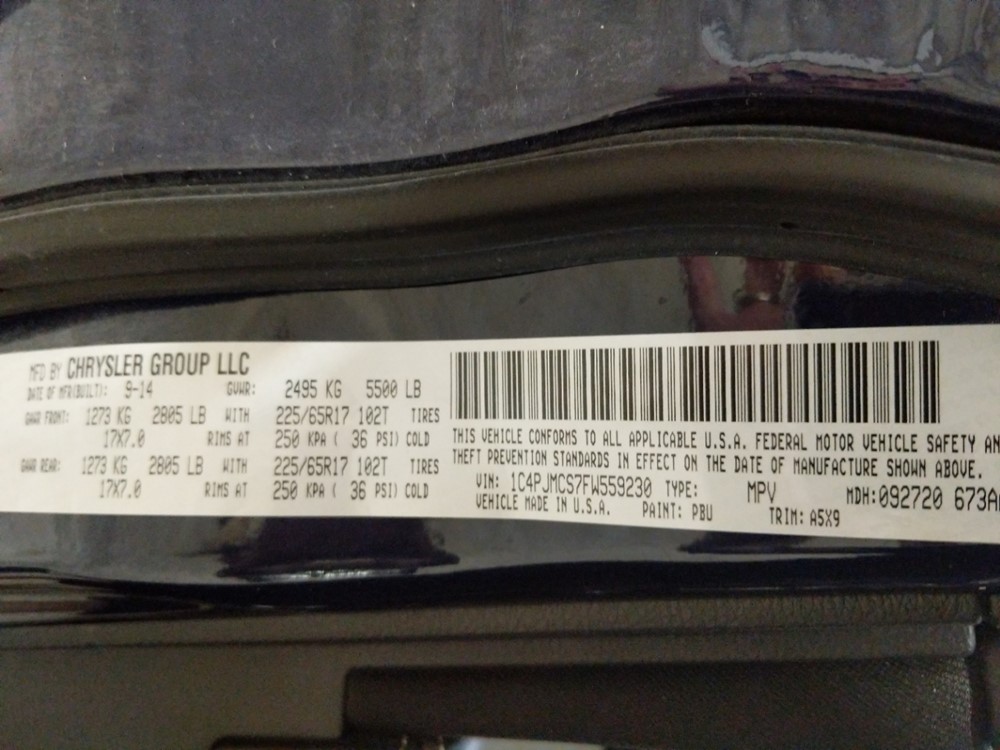 MFD BY CHRYSLER GROUP LLC
DATE OF MFR(BUILT): 9-14 GVWR: 2495 KG 5500 LB
GAWR FRONT: 1273 KG 2805 LB WITH 225/65R17 102T TIRES
17X7.0 RIMS AT 250 KPA ( 36 PSI) COLD
GAWR REAR: 1273 KG 2805 LB WITH 225/65R17 102T TIRES
17X7.0 RIMS AT 250 KPA ( 36 PSI) COLD
THIS VEHICLE CONFORMS TO ALL APPLICABLE U.S.A. FEDERAL MOTOR VEHICLE SAFETY AN
THEFT PREVENTION STANDARDS IN EFFECT ON THE DATE OF MANUFACTURE SHOWN ABOVE.
VIN: 1C4PJMCS7FW559230 TYPE: MPV MDH:092720 673A
VEHICLE MADE IN U.S.A. PAINT: PBU TRIM: A5X9